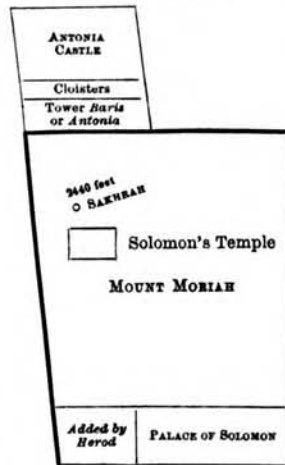 ANTONIA
CASTLE
Cloisters
Tower Baris
or Antonia
2440 feet
SAKHRAH
Solomon's Temple
MOUNT MORIAH
Added by
Herod
PALACE OF SOLOMON